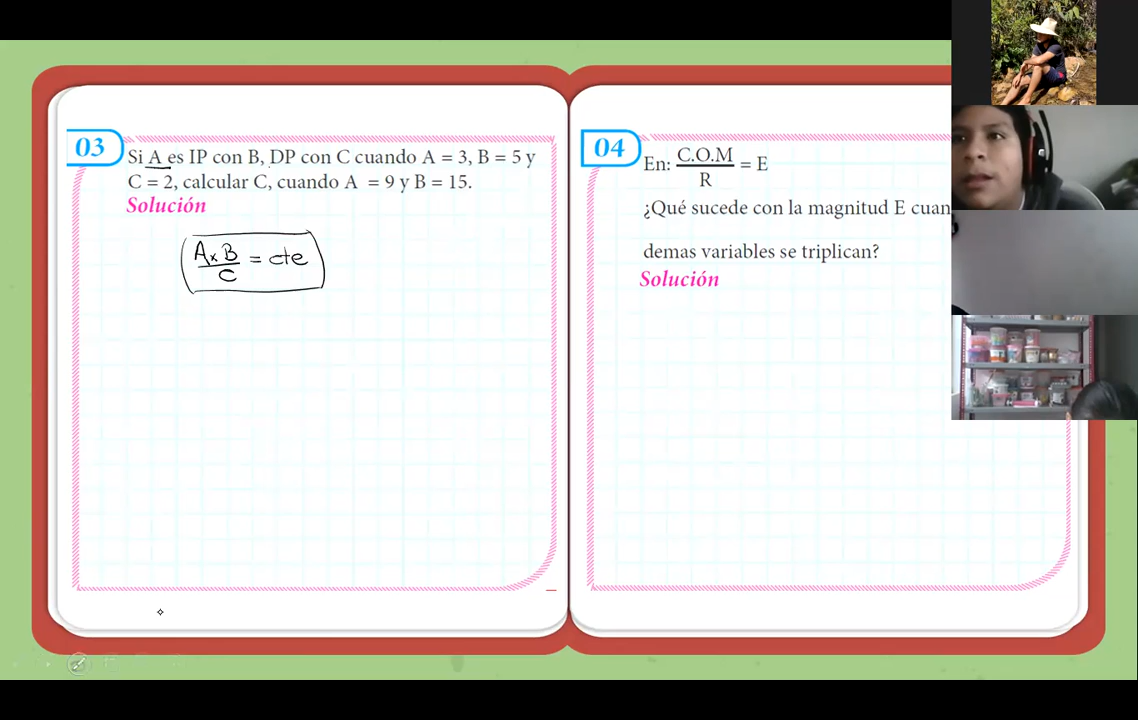 03
Si A es IP con B, DP con C cuando A = 3, B = 5 y
C = 2, calcular C, cuando A = 9 y B = 15.
Solución
A x B
= cte
C
04
En:
C.O.M
= E
R
¿Qué sucede con la magnitud E
demas variables se triplican?
Solución